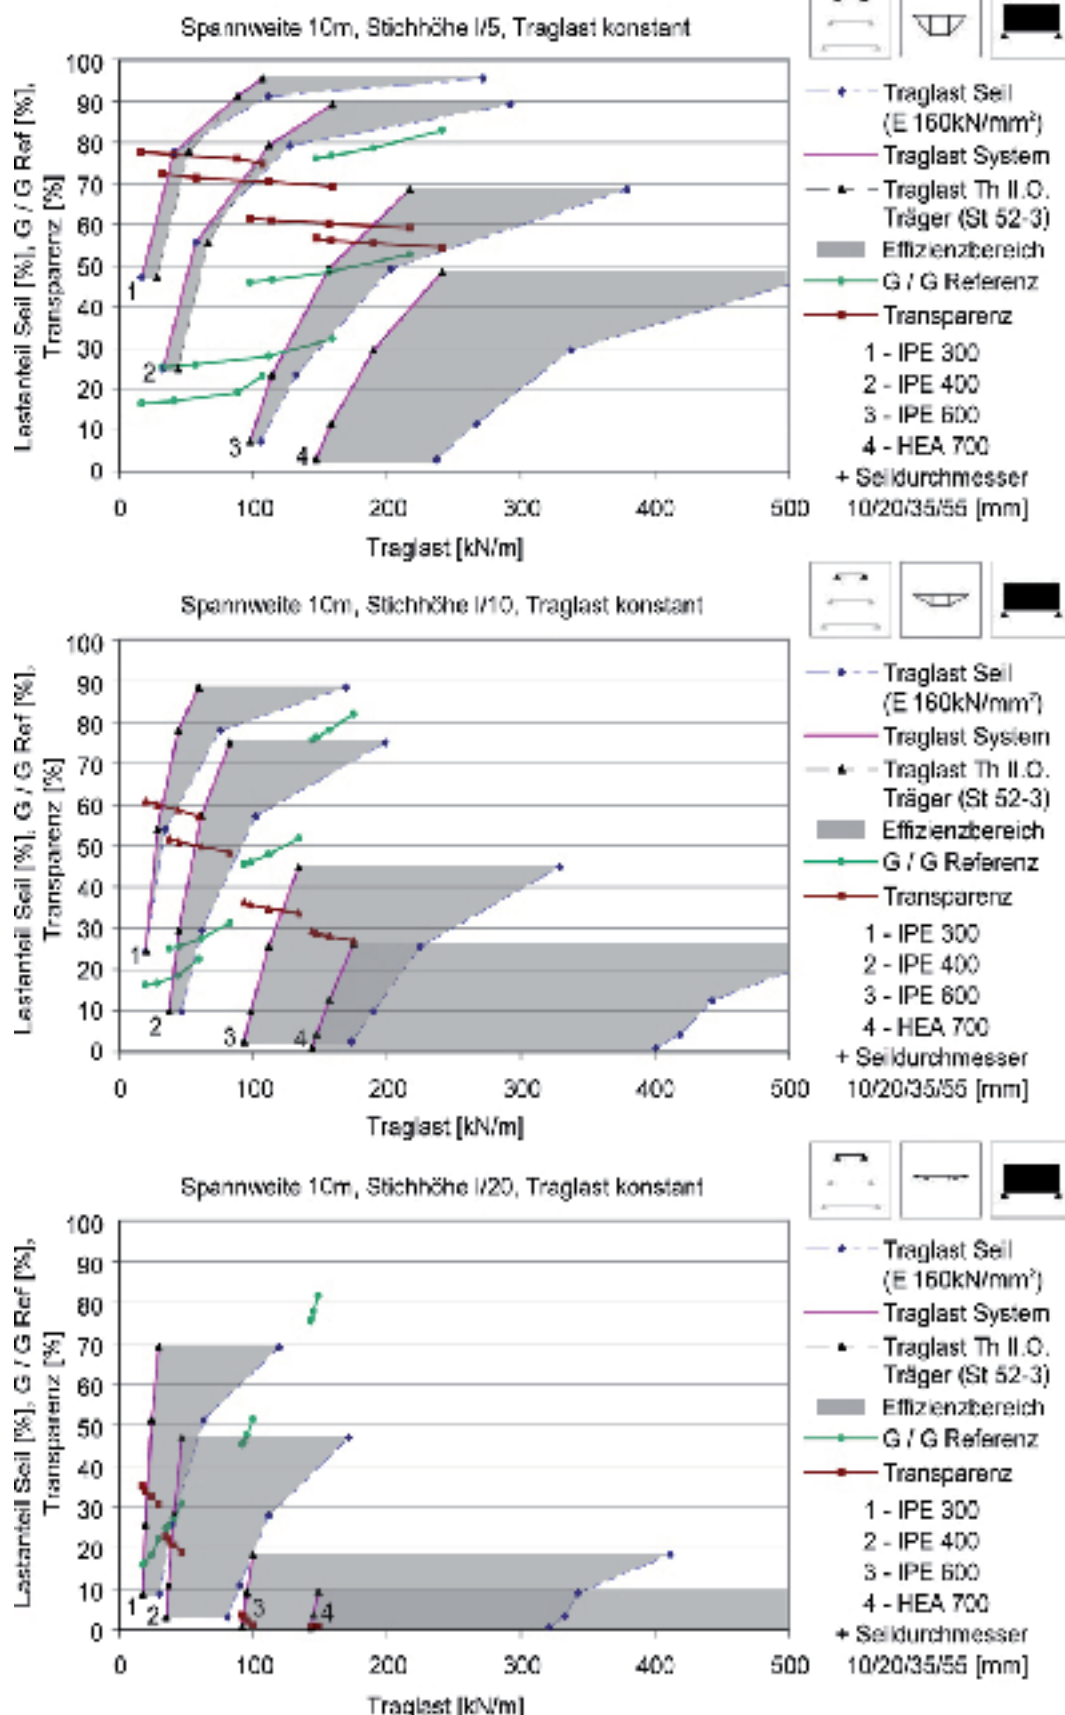 Spannweite 10m, Stichhöhe l/5, Traglast konstant
Lastanteil Seil [%], G / G Ref [%],
Transparenz [%]
100
90
80
70
60
50
40
30
20
10
0
1
2
3
4
0 100 200 300 400 500
Traglast [kN/m]
Traglast Seil
(E 160kN/mm²)
Traglast System
Traglast Th II.O.
Träger (St 52-3)
Effizienzbereich
G / G Referenz
Transparenz
1 - IPE 300
2 - IPE 400
3 - IPE 600
4 - HEA 700
+ Seildurchmesser
10/20/35/55 [mm]
Spannweite 10m, Stichhöhe l/10, Traglast konstant
Lastanteil Seil [%], G / G Ref [%],
Transparenz [%]
100
90
80
70
60
50
40
30
20
10
0
1
2
3
4
0 100 200 300 400 500
Traglast [kN/m]
Traglast Seil
(E 160kN/mm²)
Traglast System
Traglast Th II.O.
Träger (St 52-3)
Effizienzbereich
G / G Referenz
Transparenz
1 - IPE 300
2 - IPE 400
3 - IPE 600
4 - HEA 700
+ Seildurchmesser
10/20/35/55 [mm]
Spannweite 10m, Stichhöhe l/20, Traglast konstant
Lastanteil Seil [%], G / G Ref [%],
Transparenz [%]
100
90
80
70
60
50
40
30
20
10
0
1
2
3
4
0 100 200 300 400 500
Traglast [kN/m]
Traglast Seil
(E 160kN/mm²)
Traglast System
Traglast Th II.O.
Träger (St 52-3)
Effizienzbereich
G / G Referenz
Transparenz
1 - IPE 300
2 - IPE 400
3 - IPE 600
4 - HEA 700
+ Seildurchmesser
10/20/35/55 [mm]